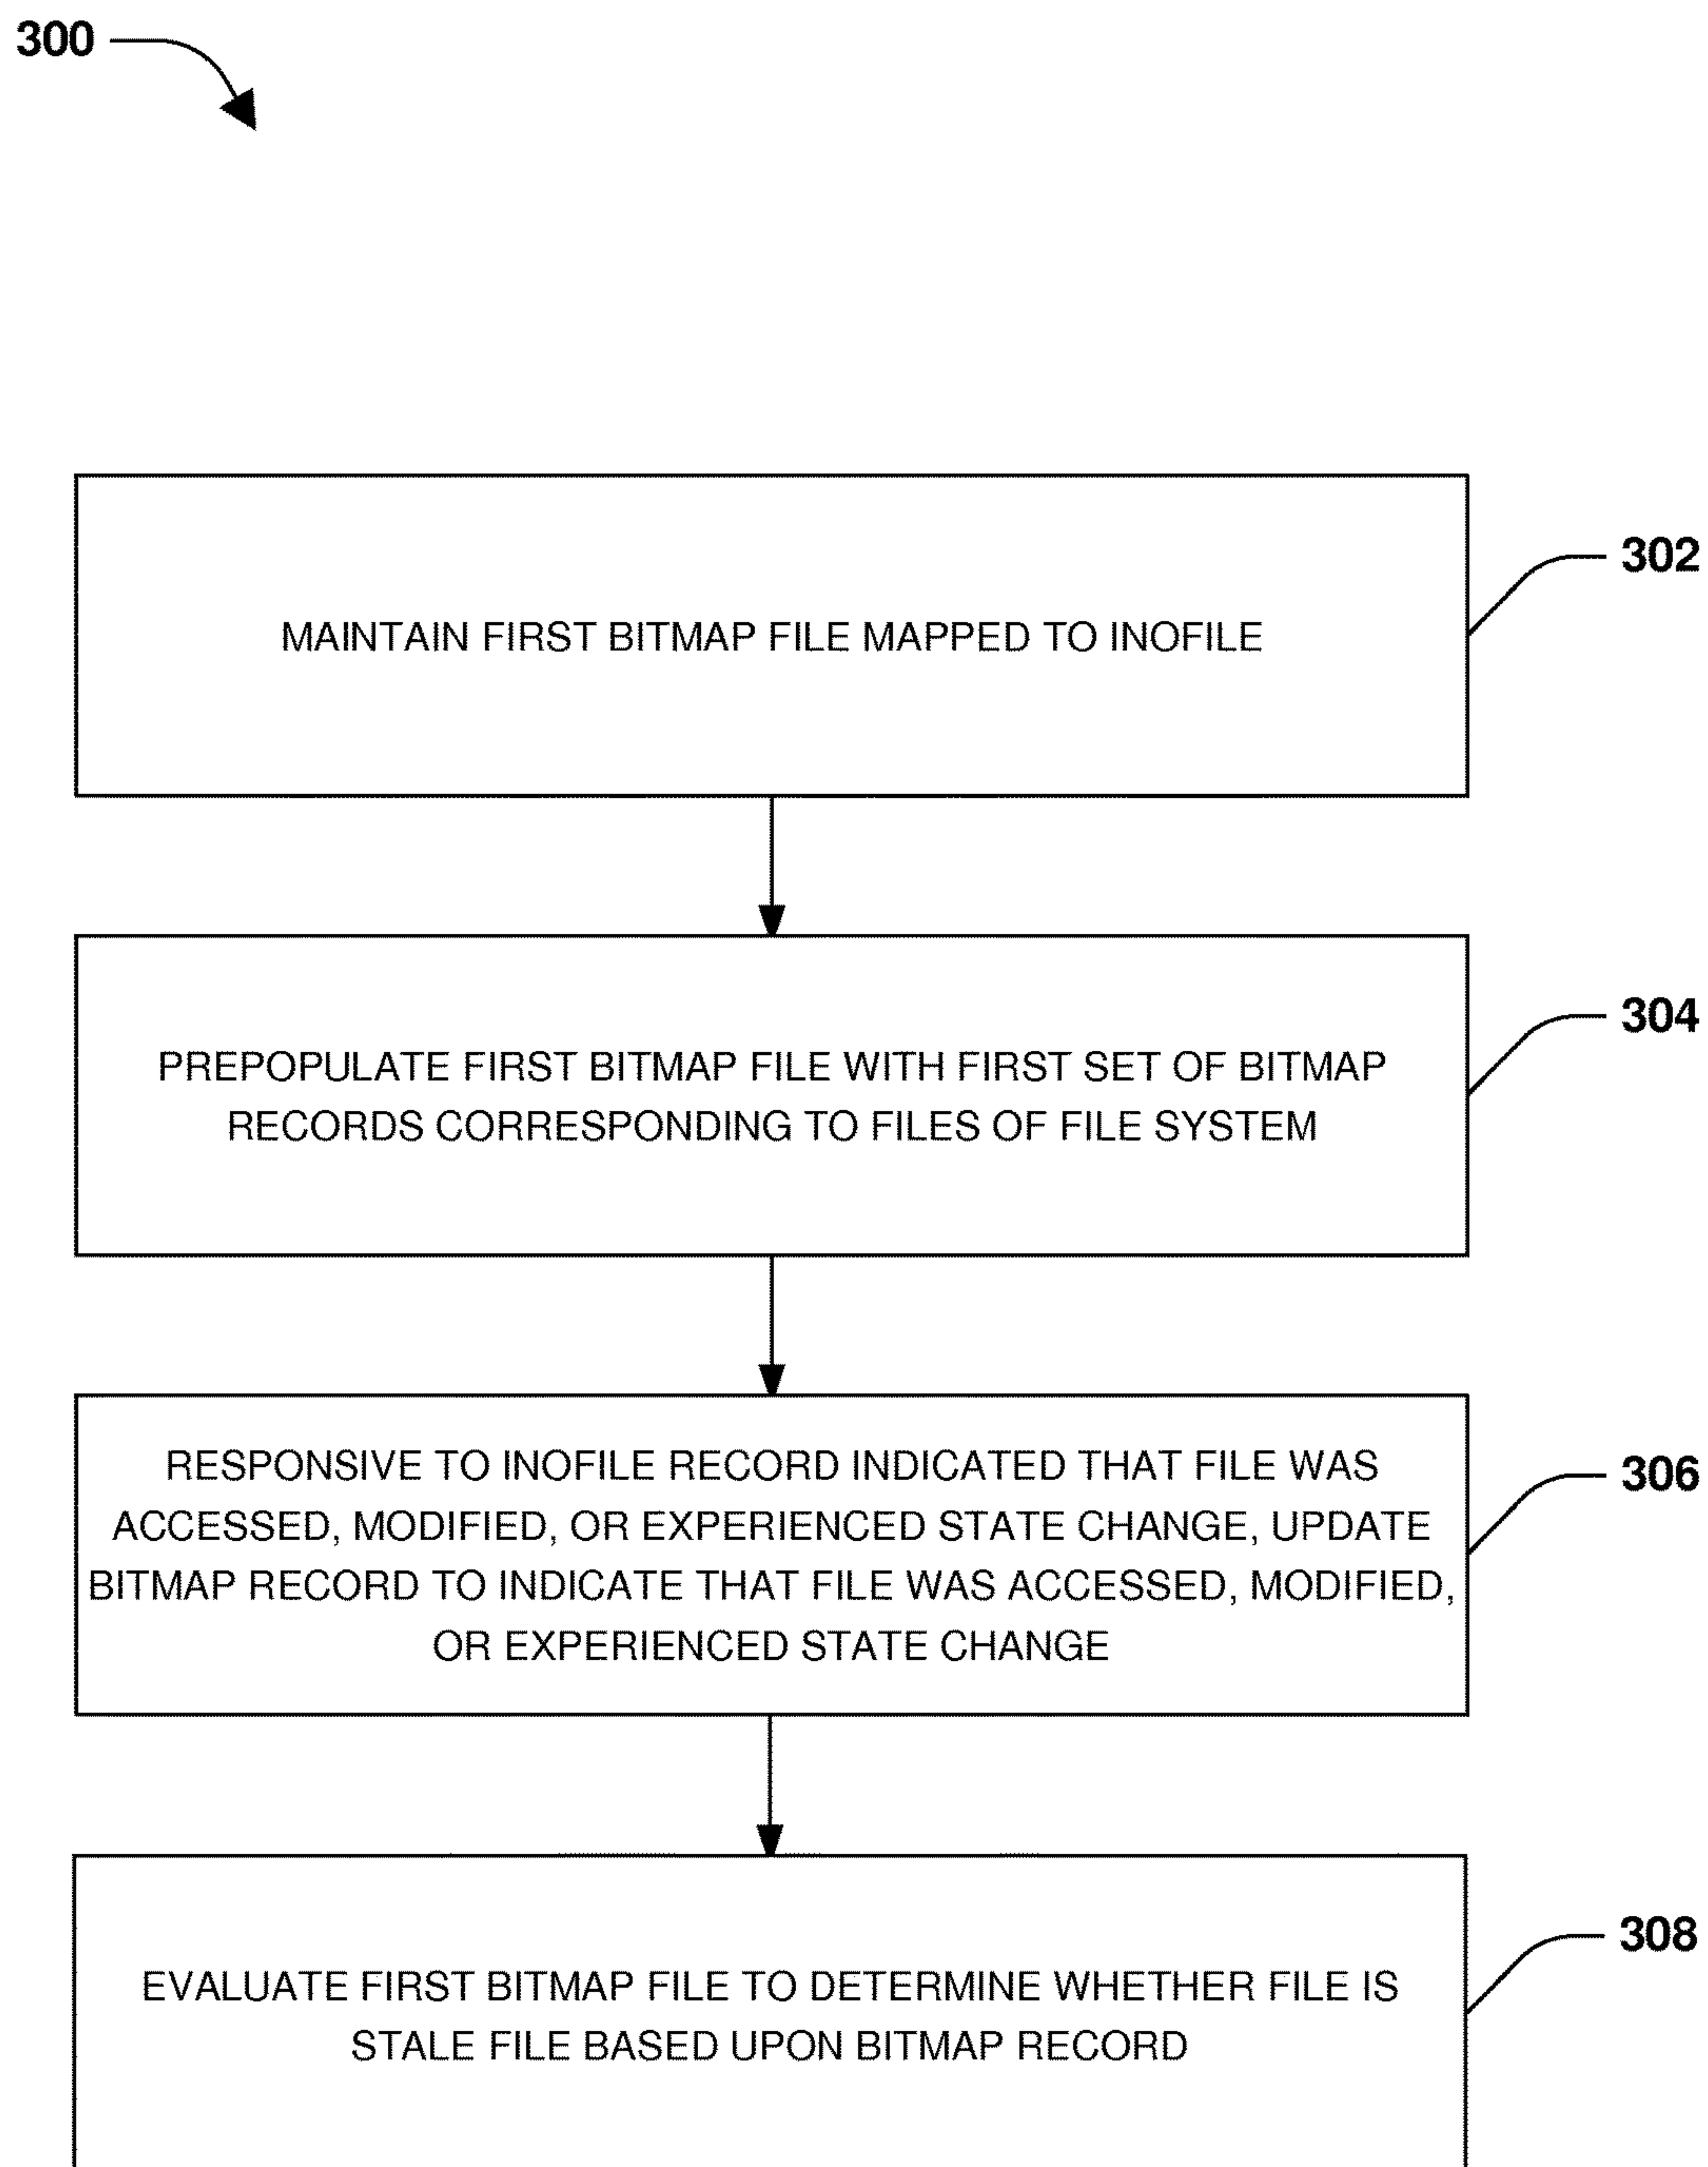 300
MAINTAIN FIRST BITMAP FILE MAPPED TO INOFILE
302
PREPOPULATE FIRST BITMAP FILE WITH FIRST SET OF BITMAP
RECORDS CORRESPONDING TO FILES OF FILE SYSTEM
304
RESPONSIVE TO INOFILE RECORD INDICATED THAT FILE WAS
ACCESSED, MODIFIED, OR EXPERIENCED STATE CHANGE, UPDATE
BITMAP RECORD TO INDICATE THAT FILE WAS ACCESSED, MODIFIED,
OR EXPERIENCED STATE CHANGE
306
EVALUATE FIRST BITMAP FILE TO DETERMINE WHETHER FILE IS
STALE FILE BASED UPON BITMAP RECORD
308